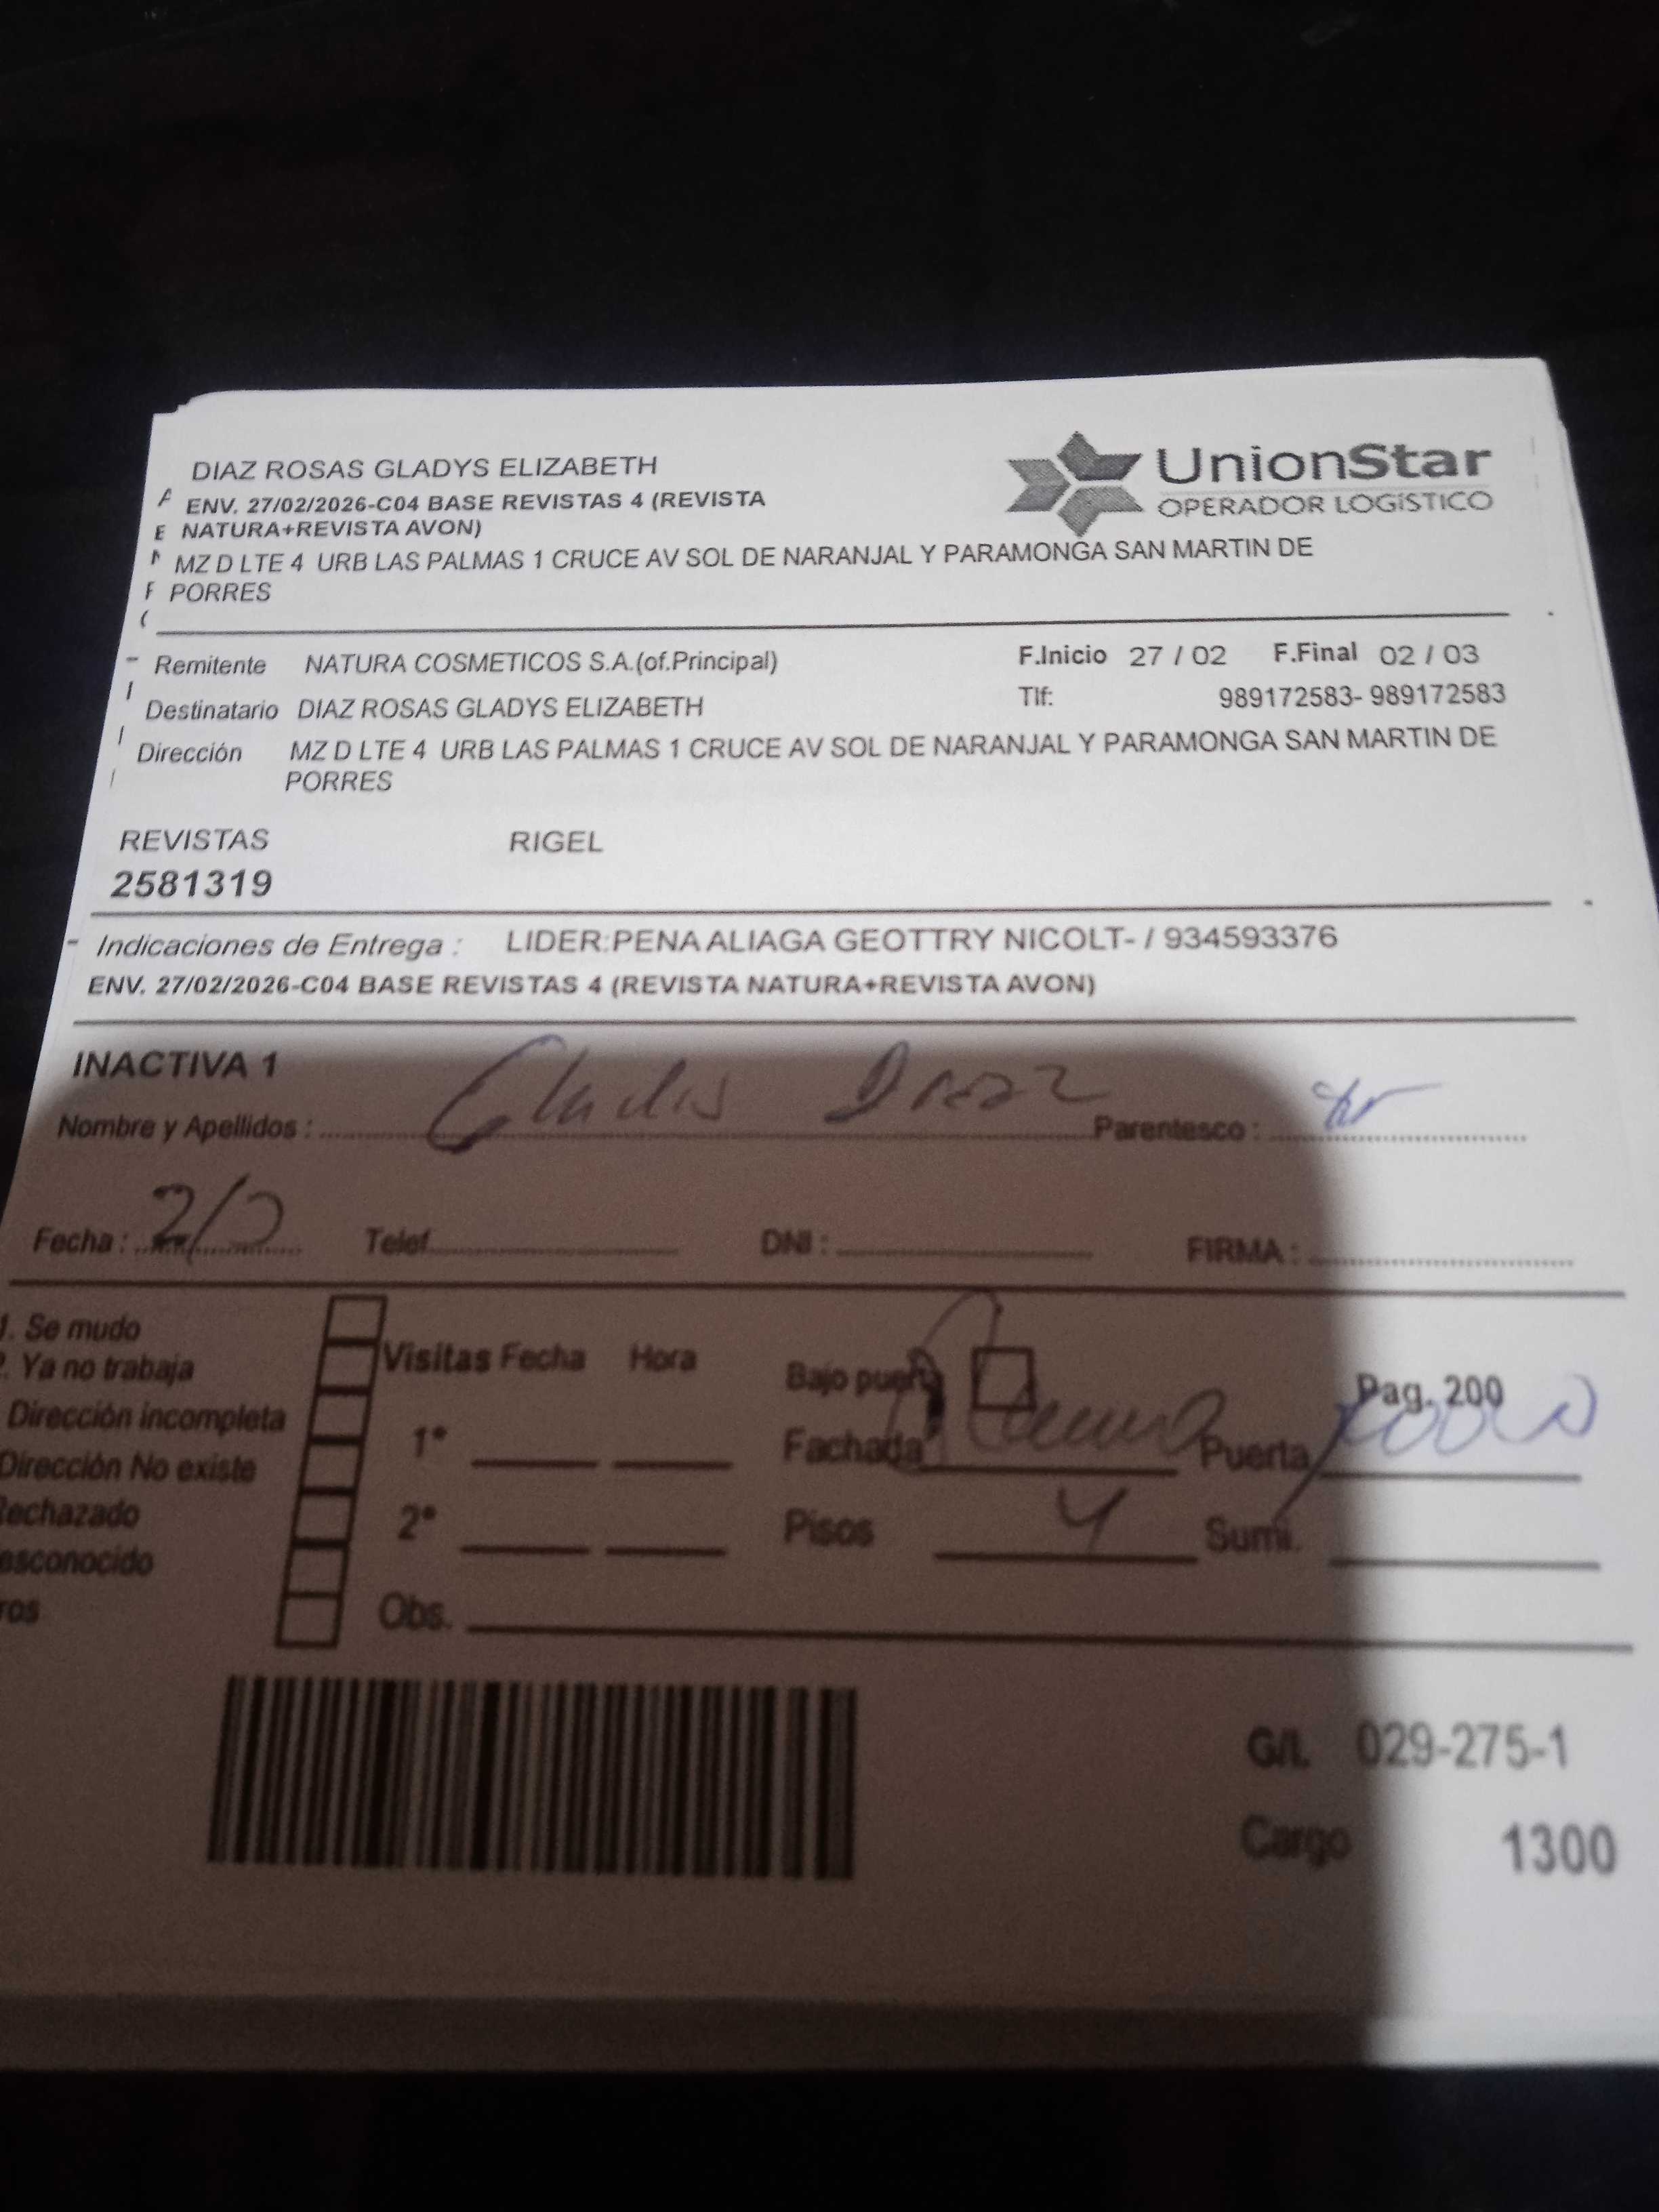 DIAZ ROSAS GLADYS ELIZABETH
ENV. 27/02/2026-C04 BASE REVISTAS 4 (REVISTA
NATURA+REVISTA AVON)
MZ D LTE 4 URB LAS PALMAS 1 CRUCE AV SOL DE NARANJAL Y PARAMONGA SAN MARTIN DE
PORRES
UnionStar
OPERADOR LOGÍSTICO
Remitente NATURA COSMETICOS S.A.(of.Principal) F.Inicio 27 / 02 F.Final 02 / 03
Destinatario DIAZ ROSAS GLADYS ELIZABETH Tlf: 989172583- 989172583
Dirección MZ D LTE 4 URB LAS PALMAS 1 CRUCE AV SOL DE NARANJAL Y PARAMONGA SAN MARTIN DE
PORRES
REVISTAS RIGEL
2581319
Indicaciones de Entrega : LIDER:PENA ALIAGA GEOTTRY NICOLT- / 934593376
ENV. 27/02/2026-C04 BASE REVISTAS 4 (REVISTA NATURA+REVISTA AVON)
INACTIVA 1
Nombre y Apellidos : Diaz Parentesco :
Fecha : Telef DNI : FIRMA :
1. Se mudo
2. Ya no trabaja
Dirección incompleta
Dirección No existe
Rechazado
esconocido
ros
Visitas Fecha Hora
1°
2°
Obs.
Bajo puerta Pag. 200
Fachada Puerta
Pisos 4 Sumi.
G/L 029-275-1
Cargo 1300